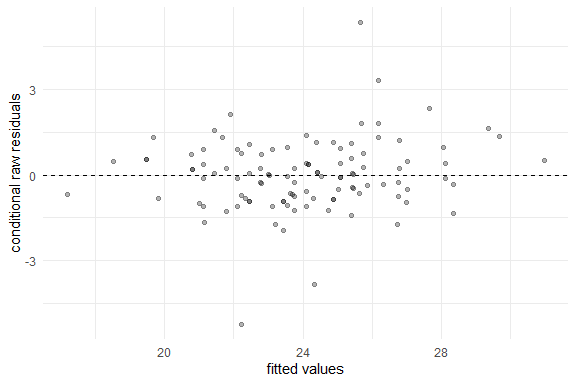 conditional raw residuals
3
0
-3
20 24 28
fitted values